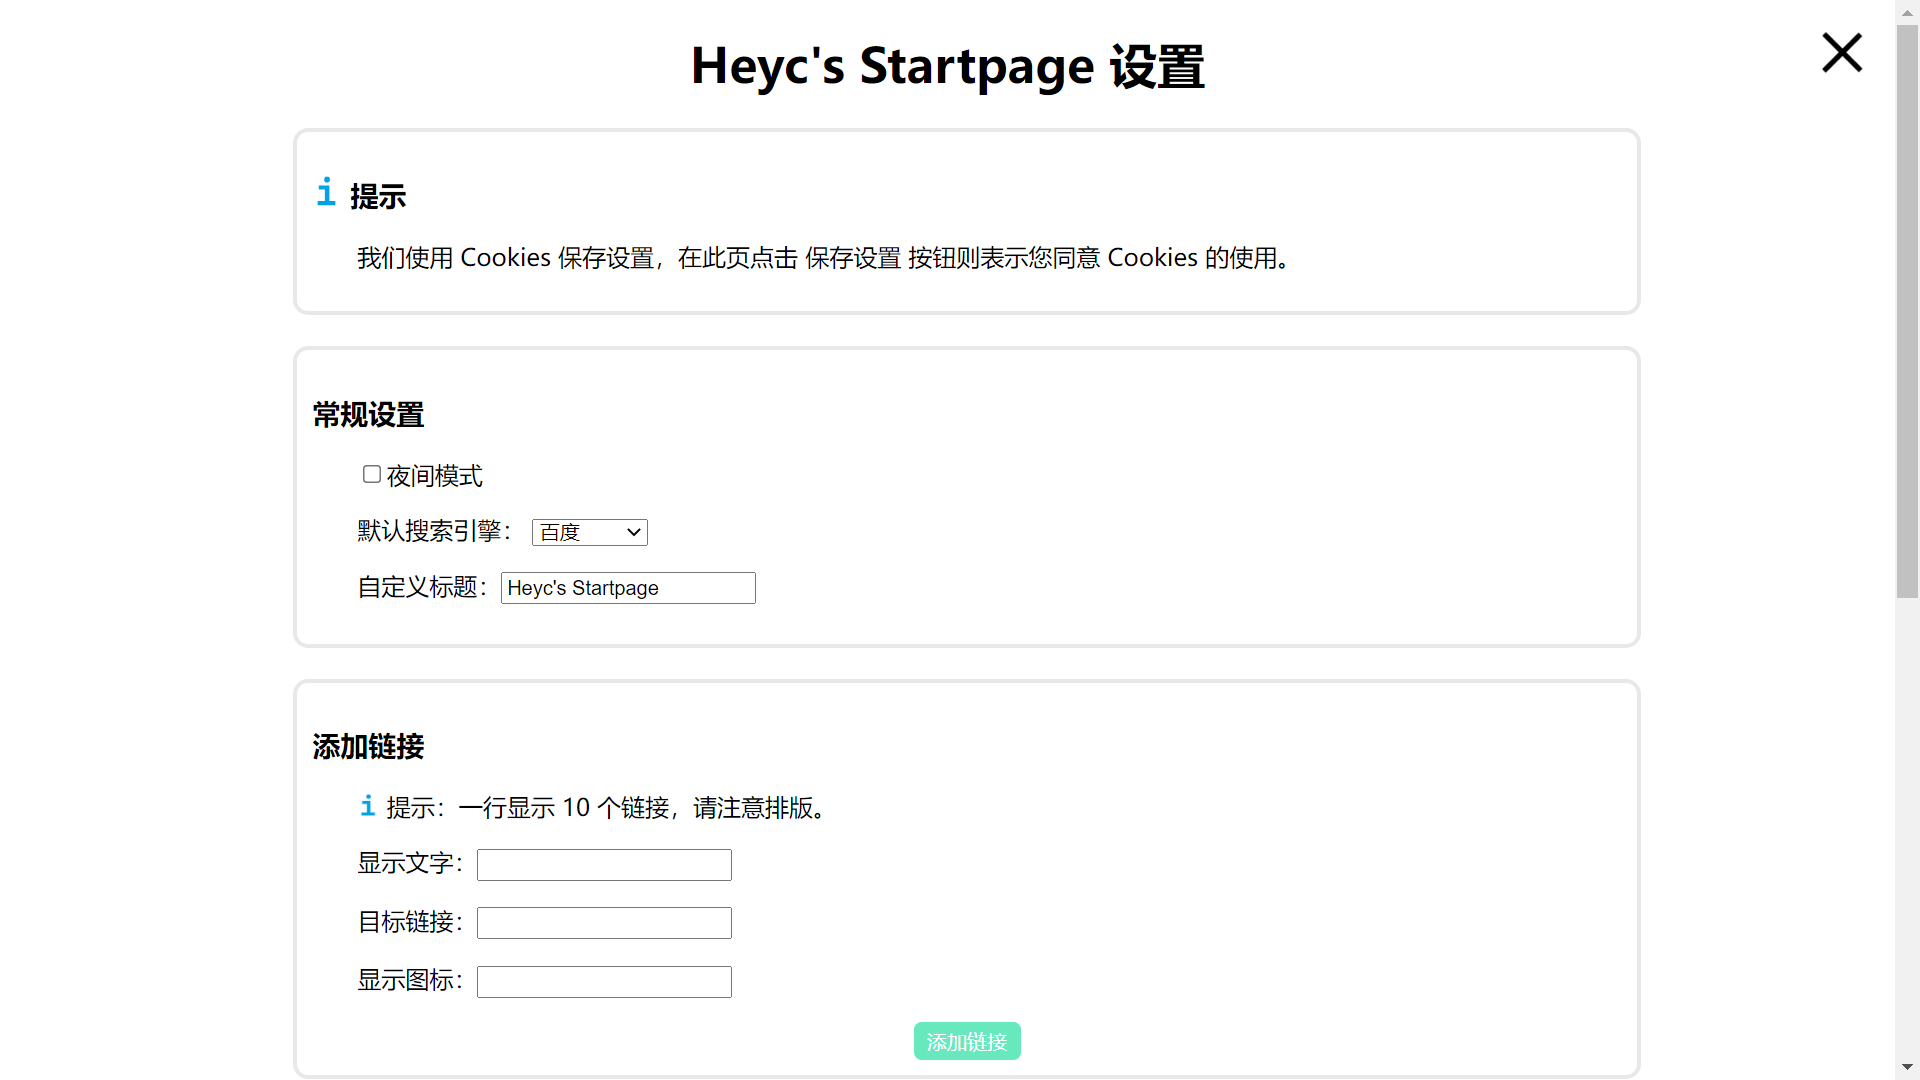 Heyc's Startpage 设置
i 提示
我们使用 Cookies 保存设置，在此页点击 保存设置 按钮则表示您同意 Cookies 的使用。
常规设置
夜间模式
默认搜索引擎： 百度
自定义标题： Heyc's Startpage
添加链接
i 提示：一行显示 10 个链接，请注意排版。
显示文字：
目标链接：
显示图标：
添加链接